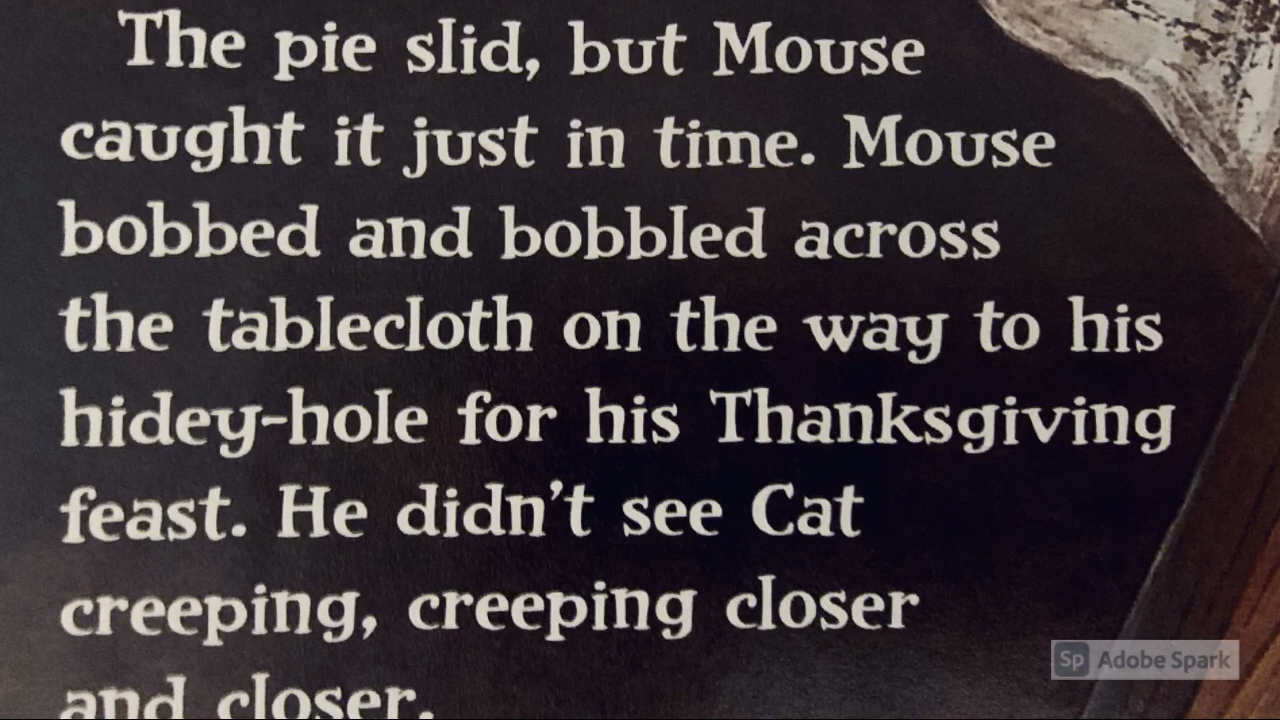 The pie slid, but Mouse
caught it just in time. Mouse
bobbed and bobbled across
the tablecloth on the way to his
hidey-hole for his Thanksgiving
feast. He didn't see Cat
creeping, creeping closer
and closer.
Sp Adobe Spark